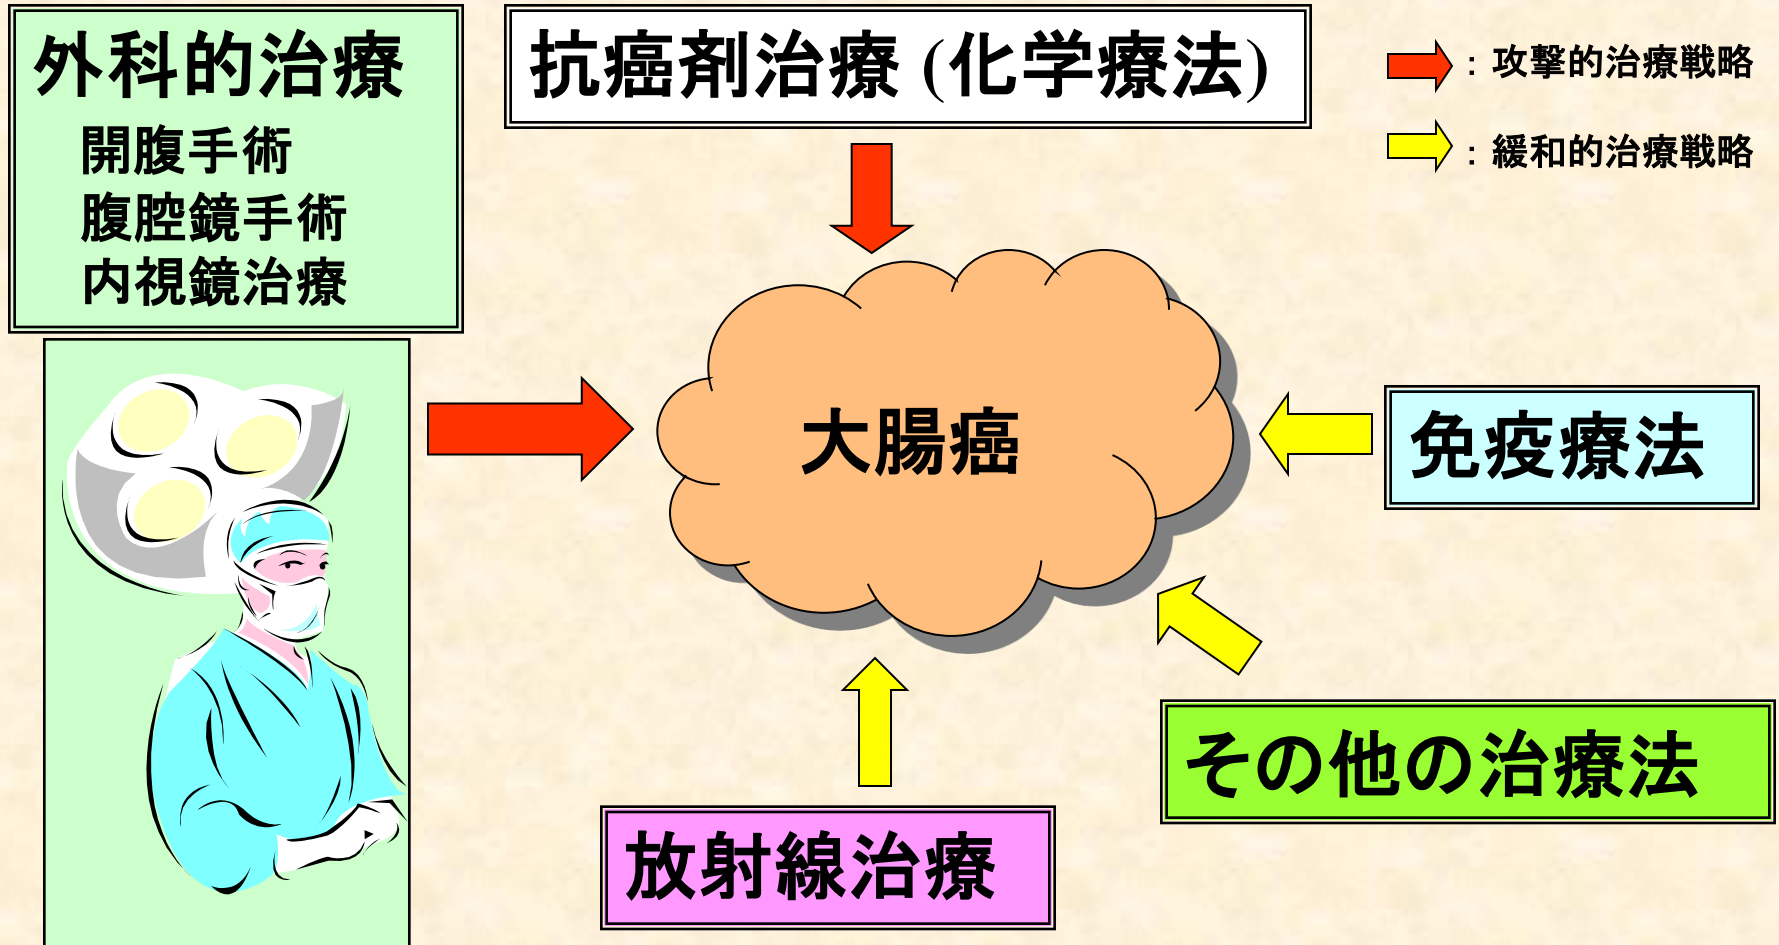 外科的治療
開腹手術
腹腔鏡手術
内視鏡治療
抗癌剤治療 (化学療法)
: 攻撃的治療戦略
: 緩和的治療戦略
大腸癌
免疫療法
その他の治療法
放射線治療